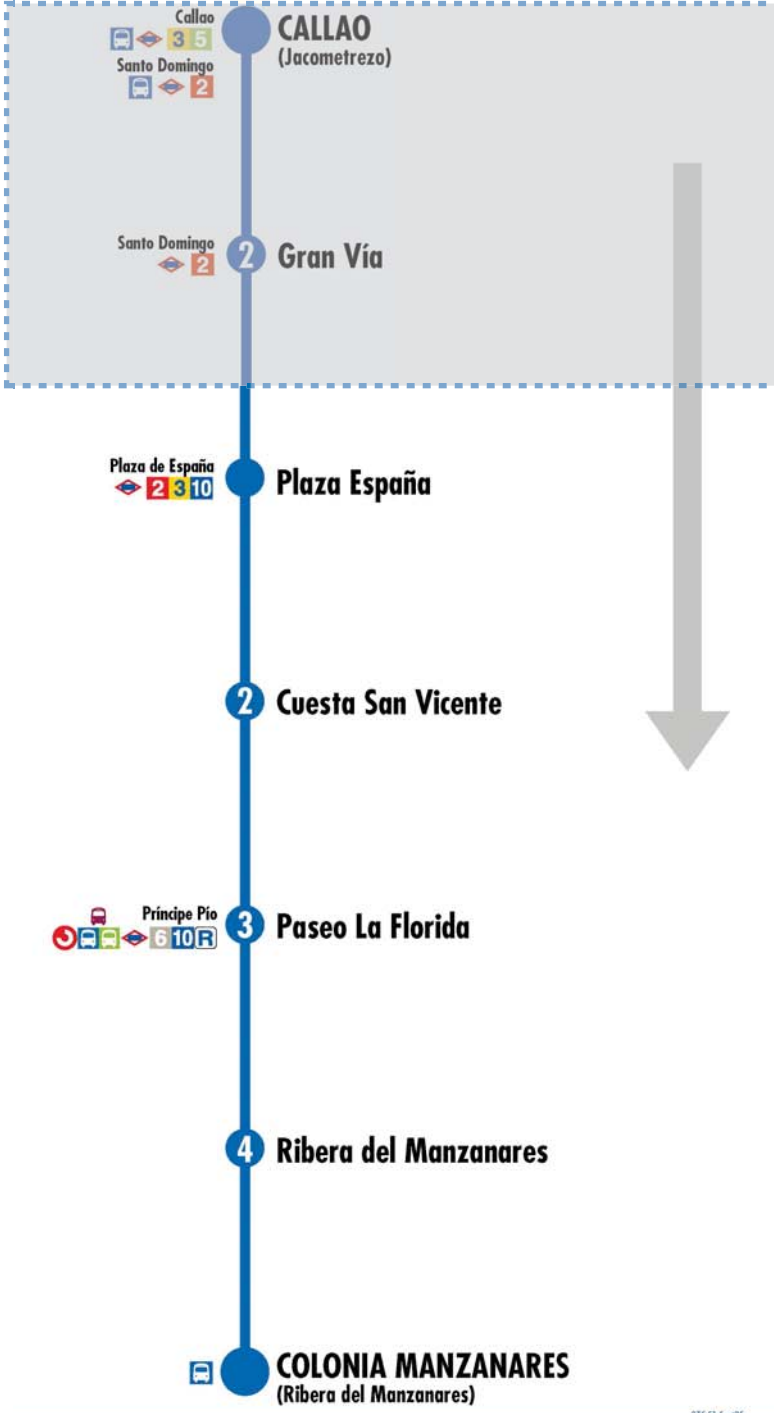 Callao
3 5
CALLAO
(Jacometrezo)
Santo Domingo
2
Santo Domingo
2
2
Gran Vía
Plaza de España
2 3 10
Plaza España
2
Cuesta San Vicente
Príncipe Pío
6 10 R
3
Paseo La Florida
4
Ribera del Manzanares
COLONIA MANZANARES
(Ribera del Manzanares)